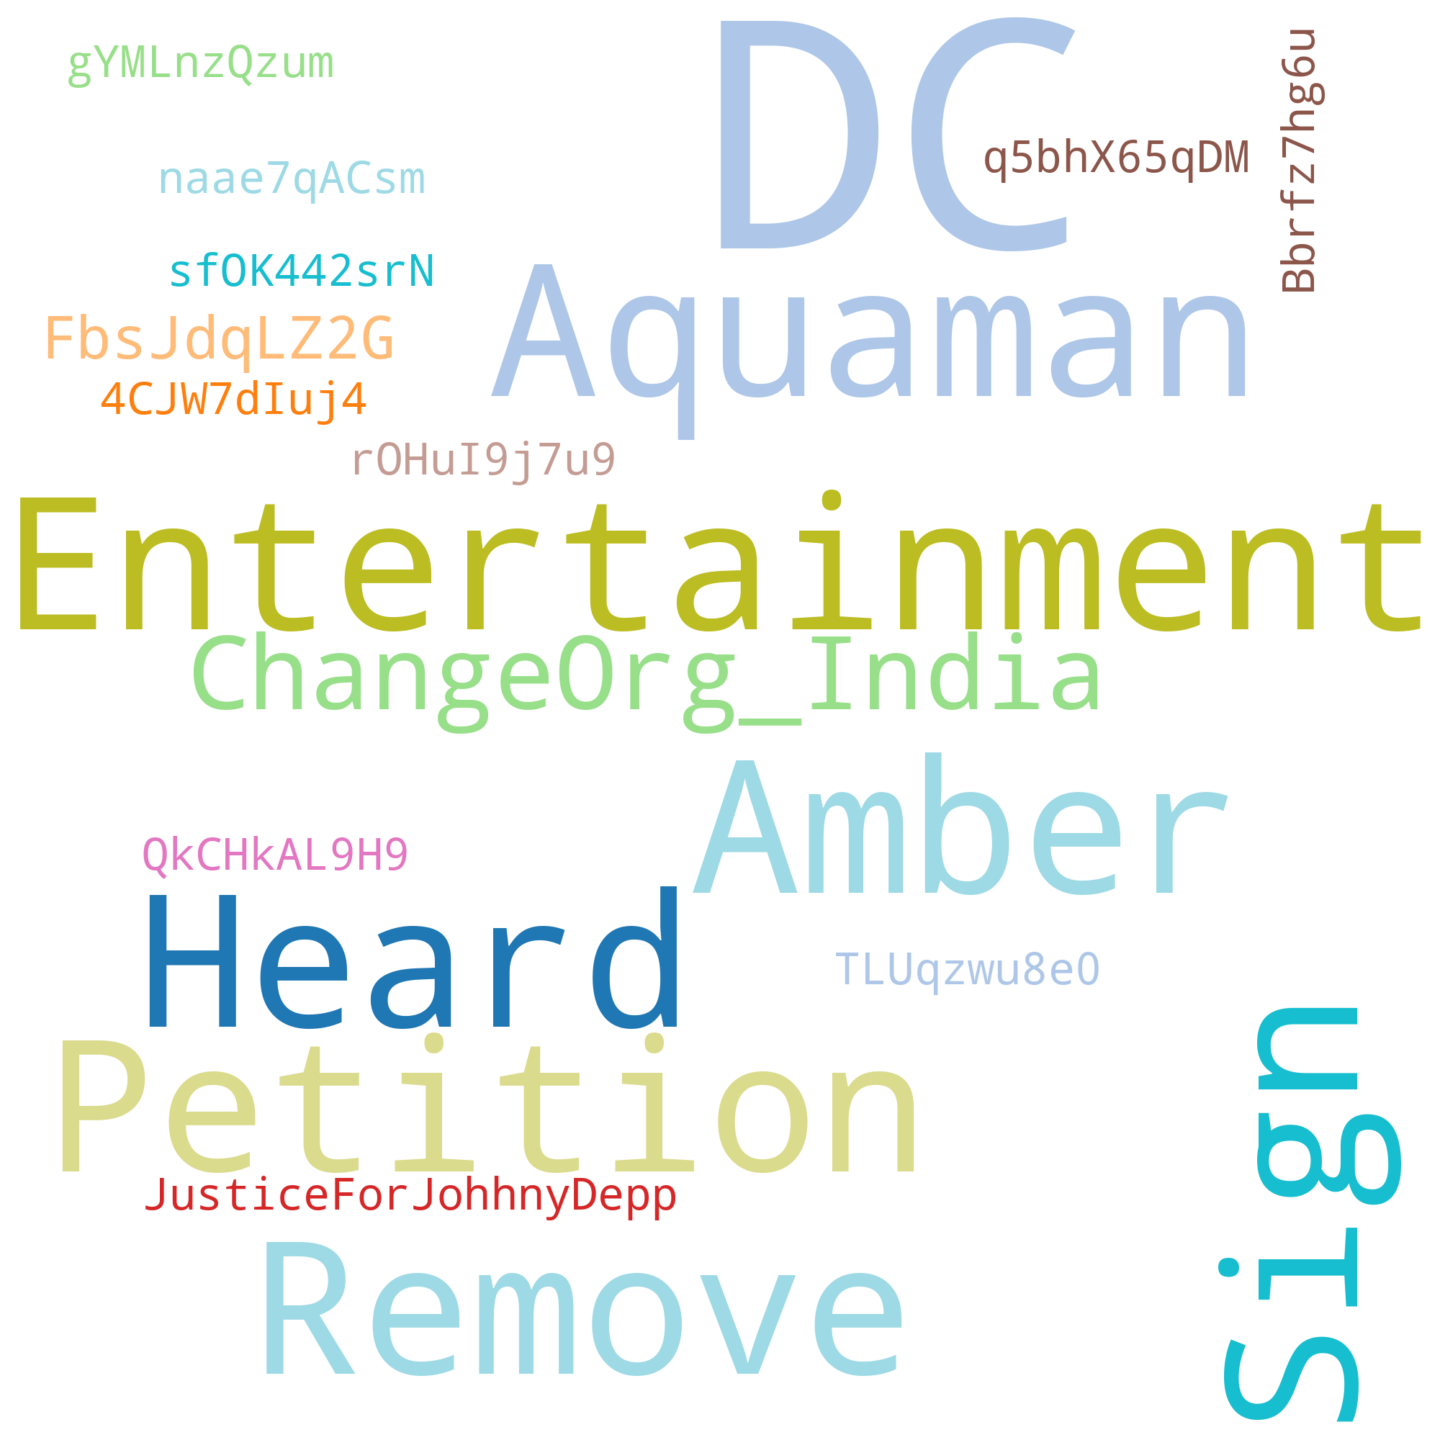 gYMLnzQzum
DC
q5bhX65qDM
Bbrfz7hg6u
naae7qACsm
sfOK442srN
Aquaman
FbsJdqLZ2G
4CJW7dIuj4
rOHuI9j7u9
Entertainment
ChangeOrg_India
Amber
QkCHkAL9H9
Heard
TLUqzwu8eO
Sign
Petition
JusticeForJohhnyDepp
Remove